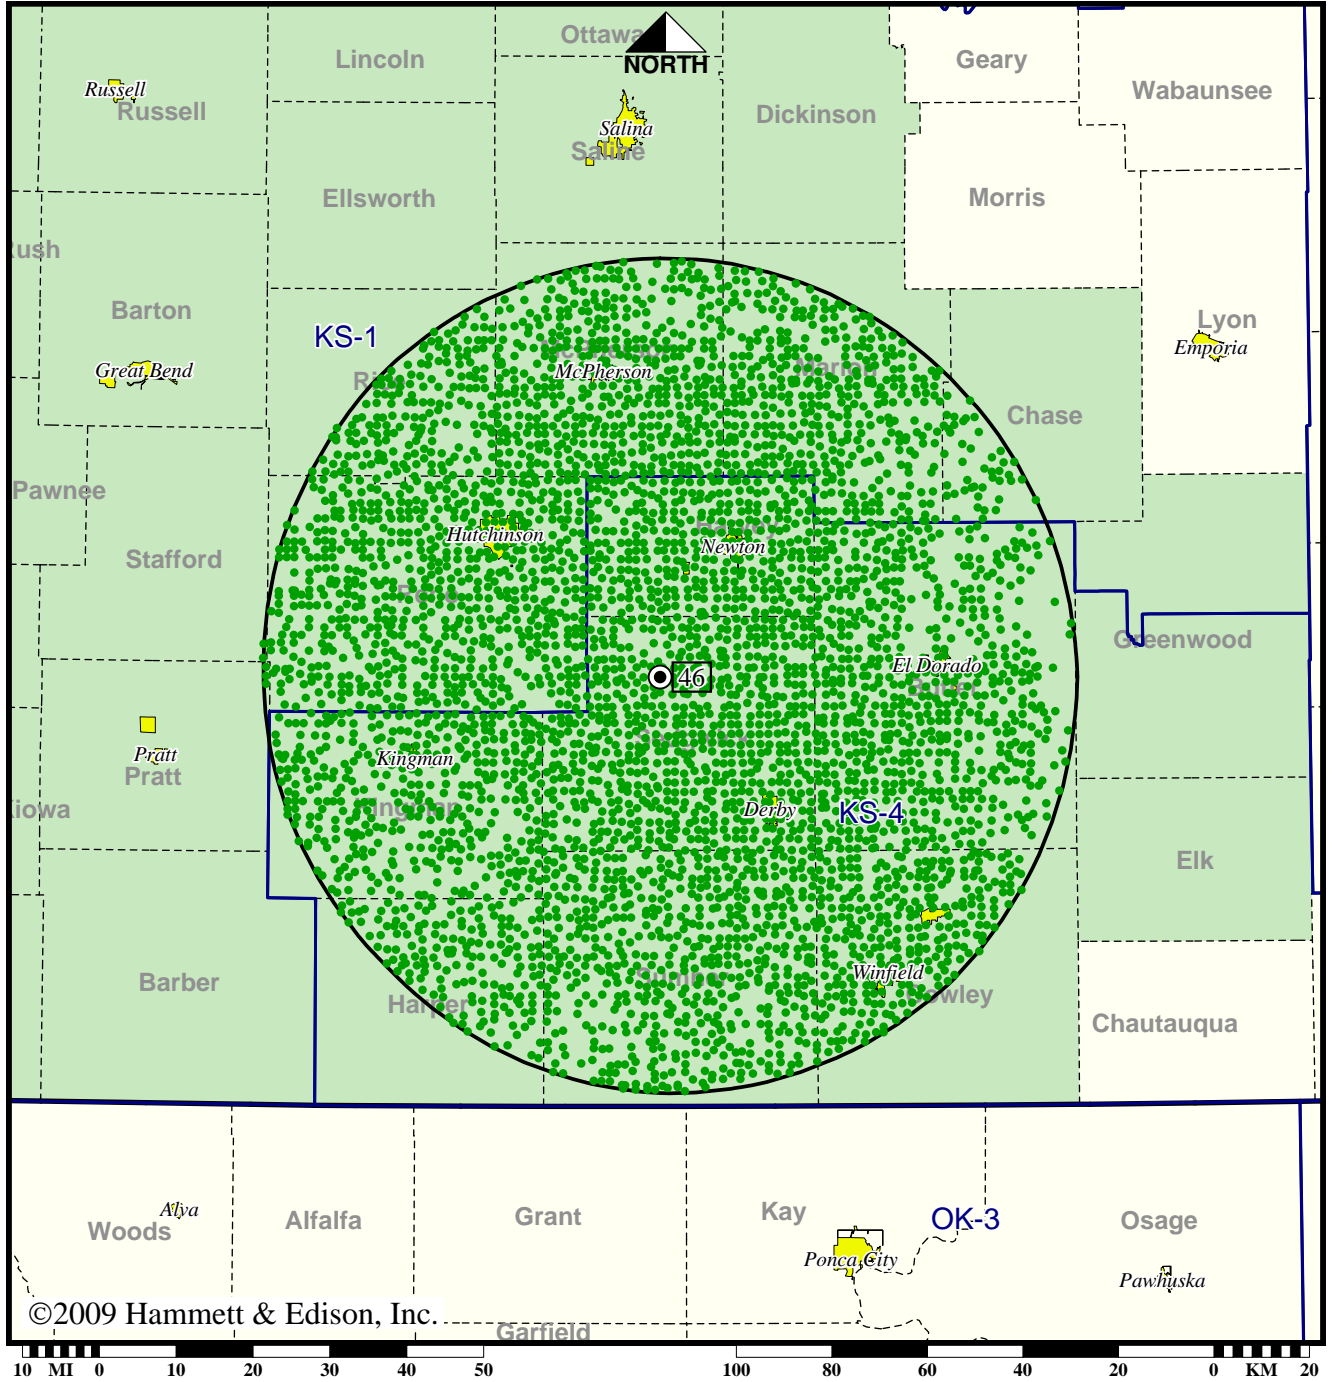 Ottawa
Lincoln
NORTH
Geary
Wabaunsee
Russell
Russell
Dickinson
Salina
Saline
Ellsworth
Morris
Barton
KS-1
Lyon
Emporia
Great Bend
McPherson
Marion
Chase
Pawnee
Stafford
Hutchinson
Newton
Greenwood
El Dorado
46
Pratt
Pratt
Kingman
Derby
KS-4
Elk
Barber
Winfield
Harper
Chautauqua
Woods
Alva
Alfalfa
Grant
Kay
OK-3
Osage
Ponca City
Pawhuska
©2009 Hammett & Edison, Inc.
Garfield
10 MI 0 10 20 30 40 50 100 80 60 40 20 0 KM 20